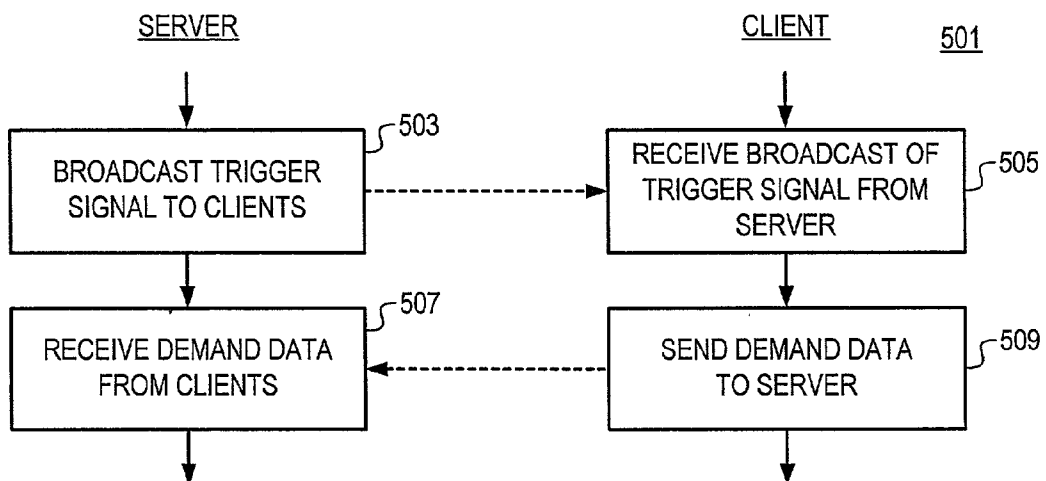 SERVER
CLIENT
501
503
BROADCAST TRIGGER
SIGNAL TO CLIENTS
RECEIVE BROADCAST OF
TRIGGER SIGNAL FROM
SERVER
505
507
RECEIVE DEMAND DATA
FROM CLIENTS
SEND DEMAND DATA
TO SERVER
509